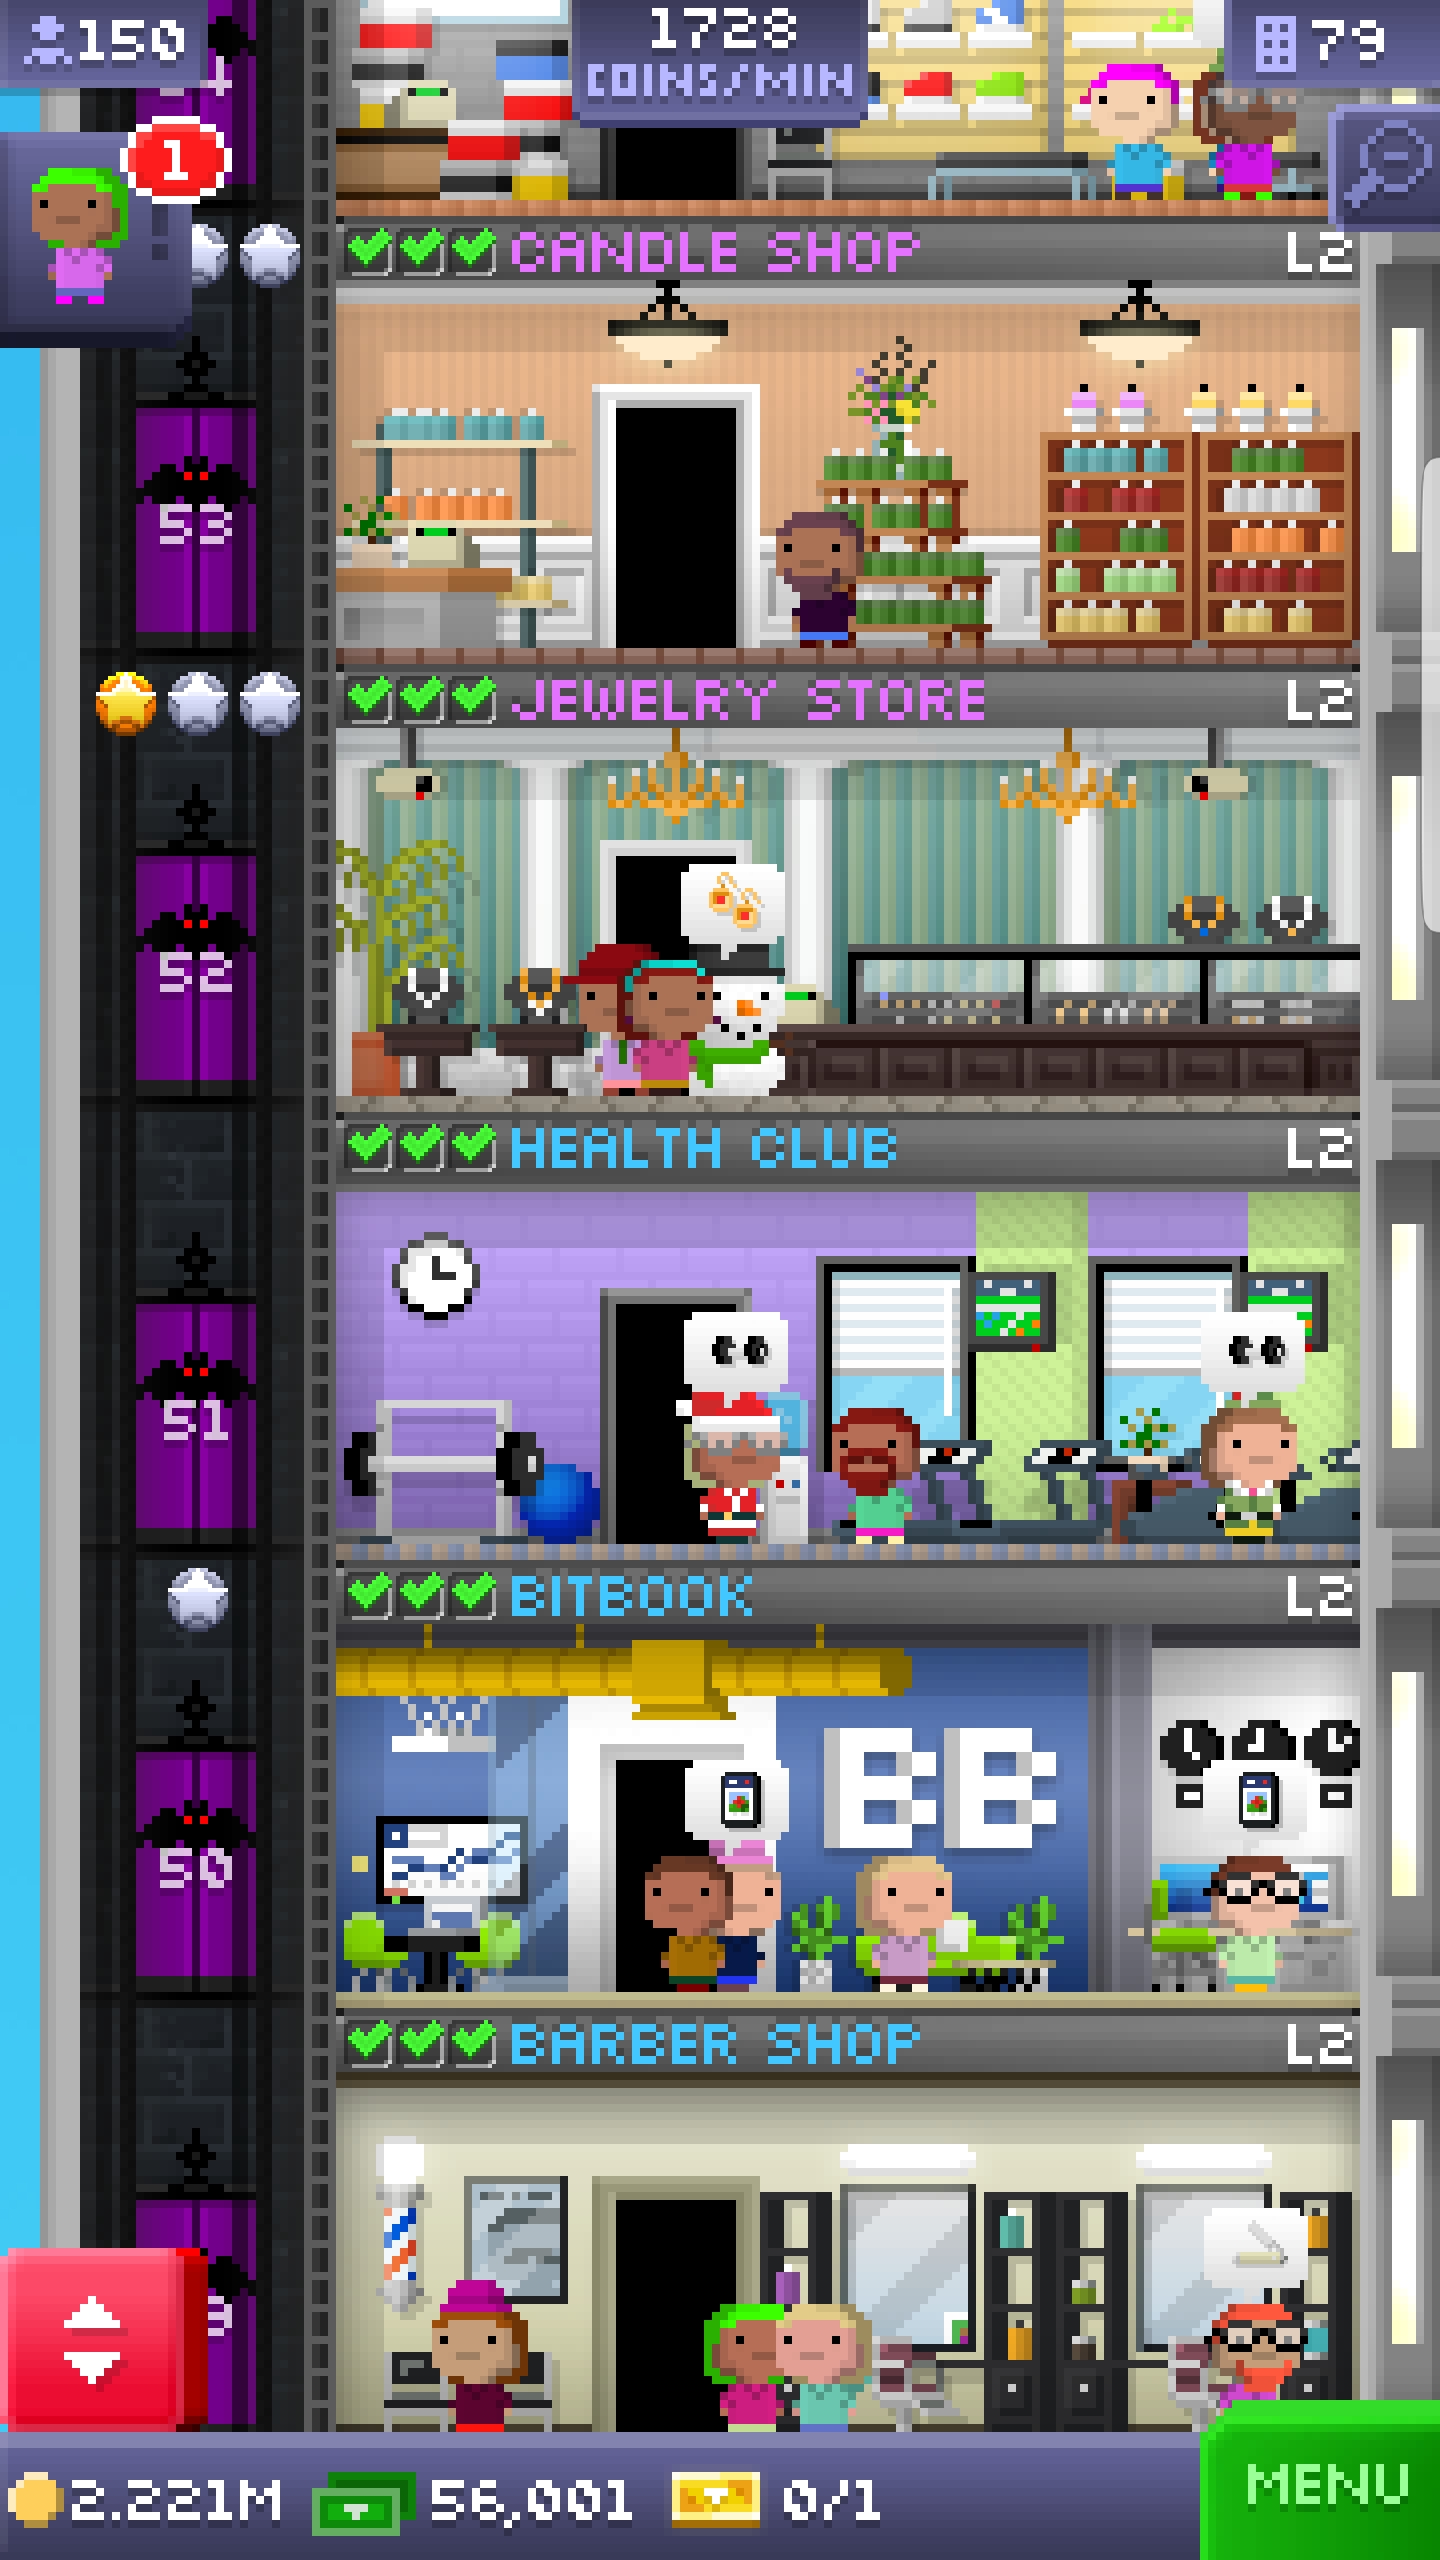 150
1728
COINS/MIN
79
1
CANDLE SHOP L2
53
JEWELRY STORE L2
52
HEALTH CLUB L2
51
BITBOOK L2
BB
50
BARBER SHOP L2
2.221M 56,001 0/1 MENU